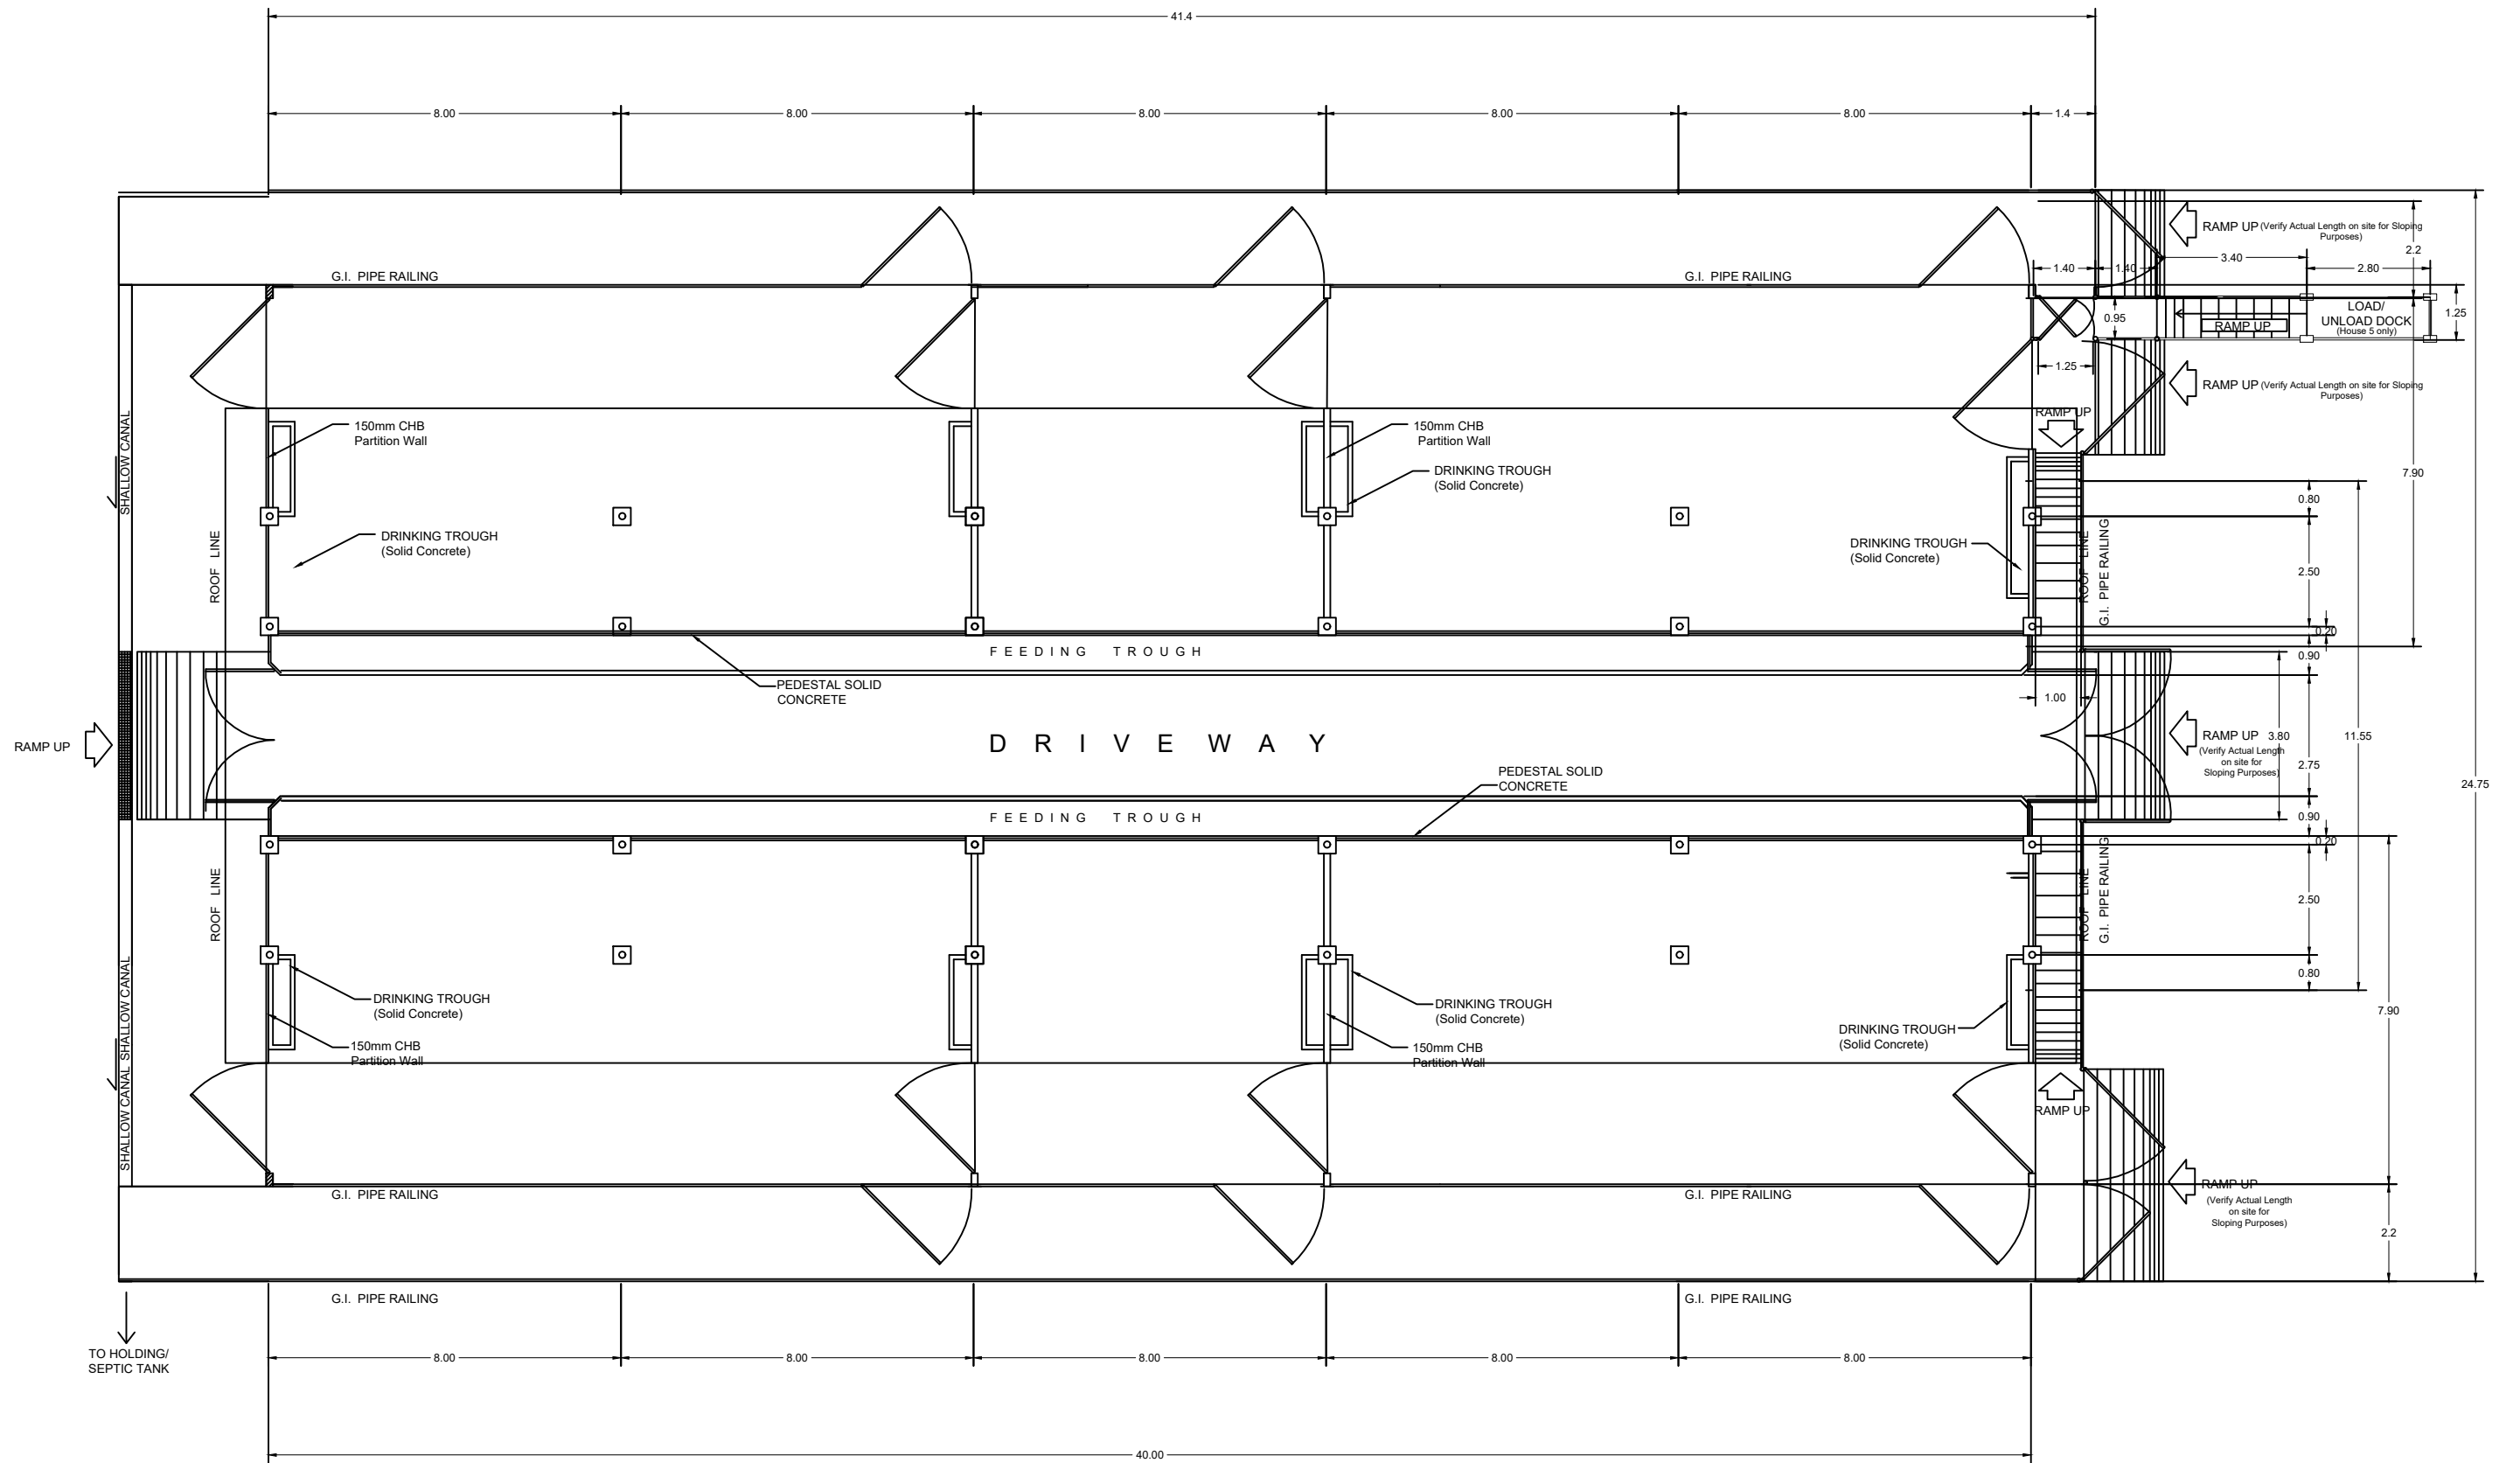 41.4
8.00
8.00
8.00
8.00
8.00
1.4
RAMP UP (Verify Actual Length on site for Sloping
Purposes)
2.2
G.I. PIPE RAILING
G.I. PIPE RAILING
1.40
1.40
3.40
2.80
0.95
RAMP UP
LOAD/
UNLOAD DOCK
(House 5 only)
1.25
1.25
RAMP UP (Verify Actual Length on site for Sloping
Purposes)
RAMP UP
SHALLOW CANAL
150mm CHB
Partition Wall
150mm CHB
Partition Wall
DRINKING TROUGH
(Solid Concrete)
7.90
0.80
ROOF LINE
DRINKING TROUGH
(Solid Concrete)
DRINKING TROUGH
(Solid Concrete)
ROOF LINE
G.I. PIPE RAILING
2.50
0.20
FEEDING TROUGH
0.90
PEDESTAL SOLID
CONCRETE
1.00
RAMP UP
DRIVEWAY
RAMP UP
(Verify Actual Length
on site for
Sloping Purposes)
3.80
11.55
2.75
24.75
PEDESTAL SOLID
CONCRETE
FEEDING TROUGH
0.90
0.20
ROOF LINE
ROOF LINE
G.I. PIPE RAILING
2.50
0.80
SHALLOW CANAL SHALLOW CANAL
DRINKING TROUGH
(Solid Concrete)
DRINKING TROUGH
(Solid Concrete)
DRINKING TROUGH
(Solid Concrete)
7.90
150mm CHB
Partition Wall
150mm CHB
Partition Wall
RAMP UP
RAMP UP
(Verify Actual Length
on site for
Sloping Purposes)
G.I. PIPE RAILING
G.I. PIPE RAILING
2.2
G.I. PIPE RAILING
G.I. PIPE RAILING
TO HOLDING/
SEPTIC TANK
8.00
8.00
8.00
8.00
8.00
40.00